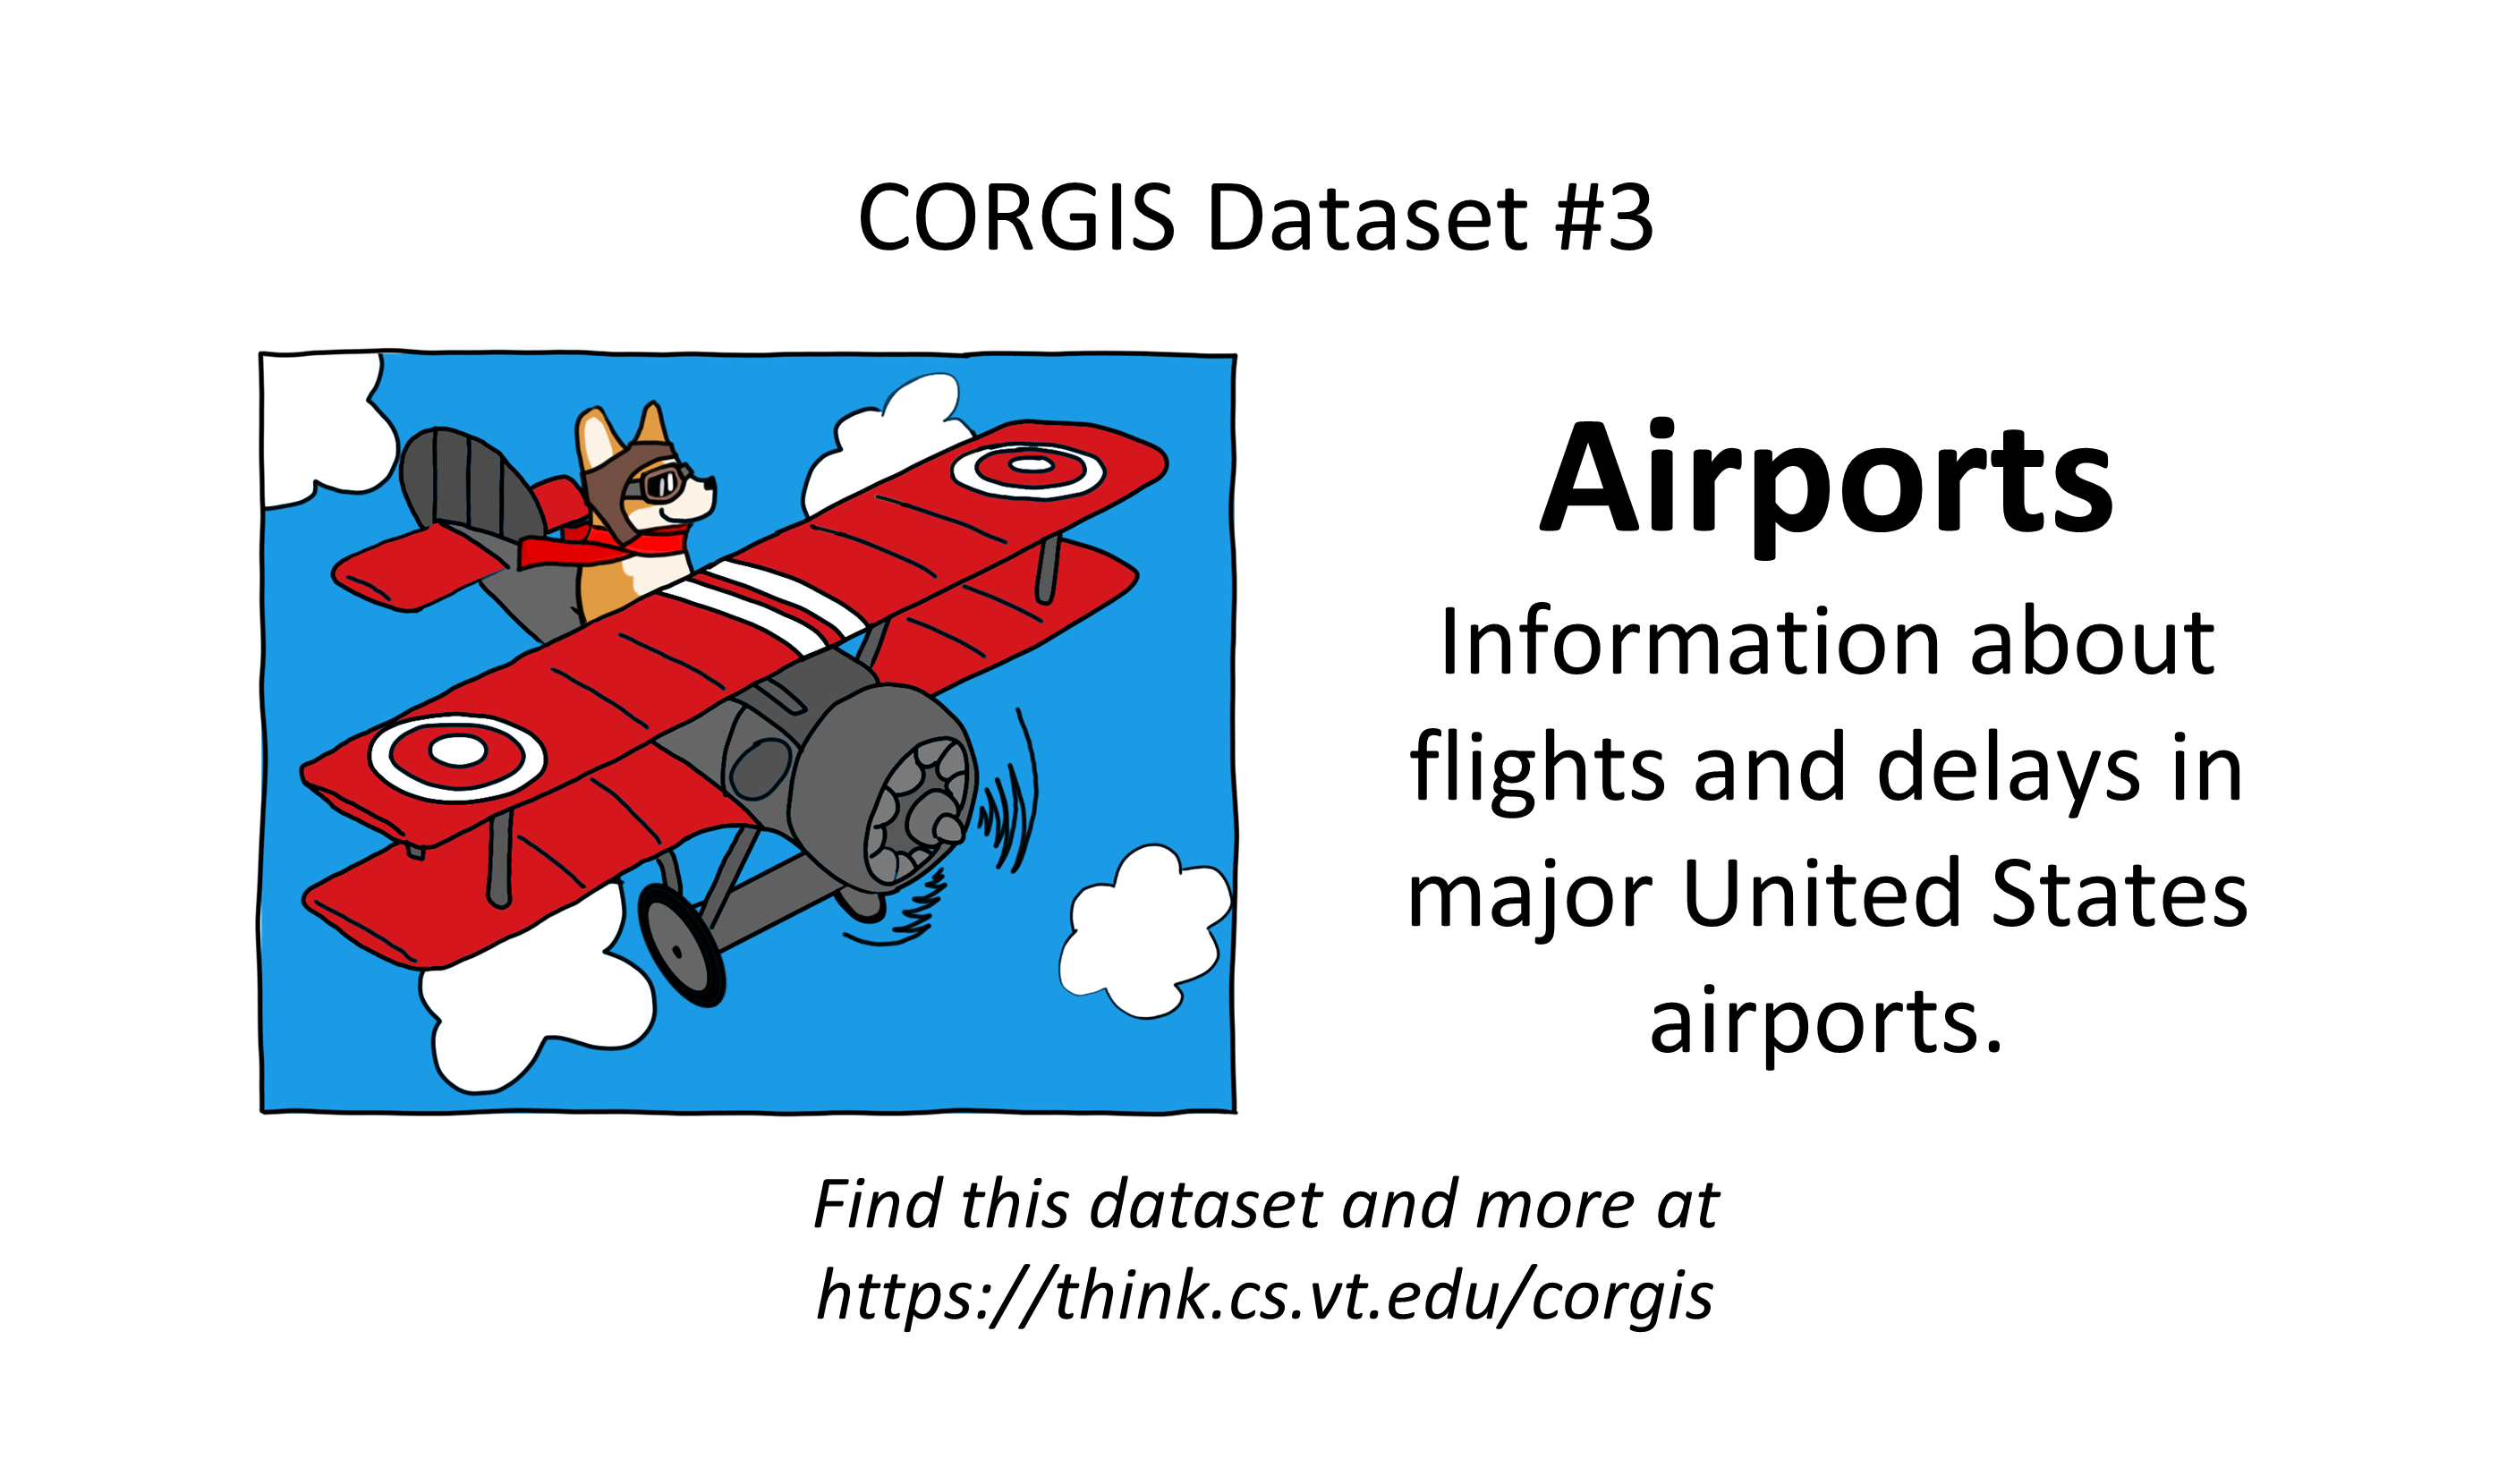 CORGIS Dataset #3
Airports
Information about
flights and delays in
major United States
airports.
Find this dataset and more at
https://think.cs.vt.edu/corgis